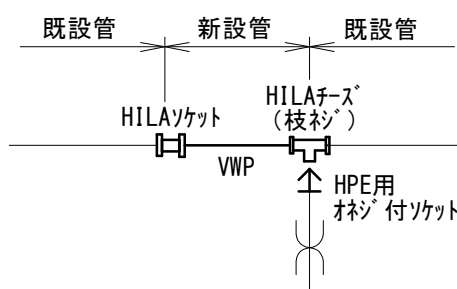 既設管 新設管 既設管
HILAソケット
HILAチーズ
(枝ネジ)
VWP
HPE用
オネジ付ソケット